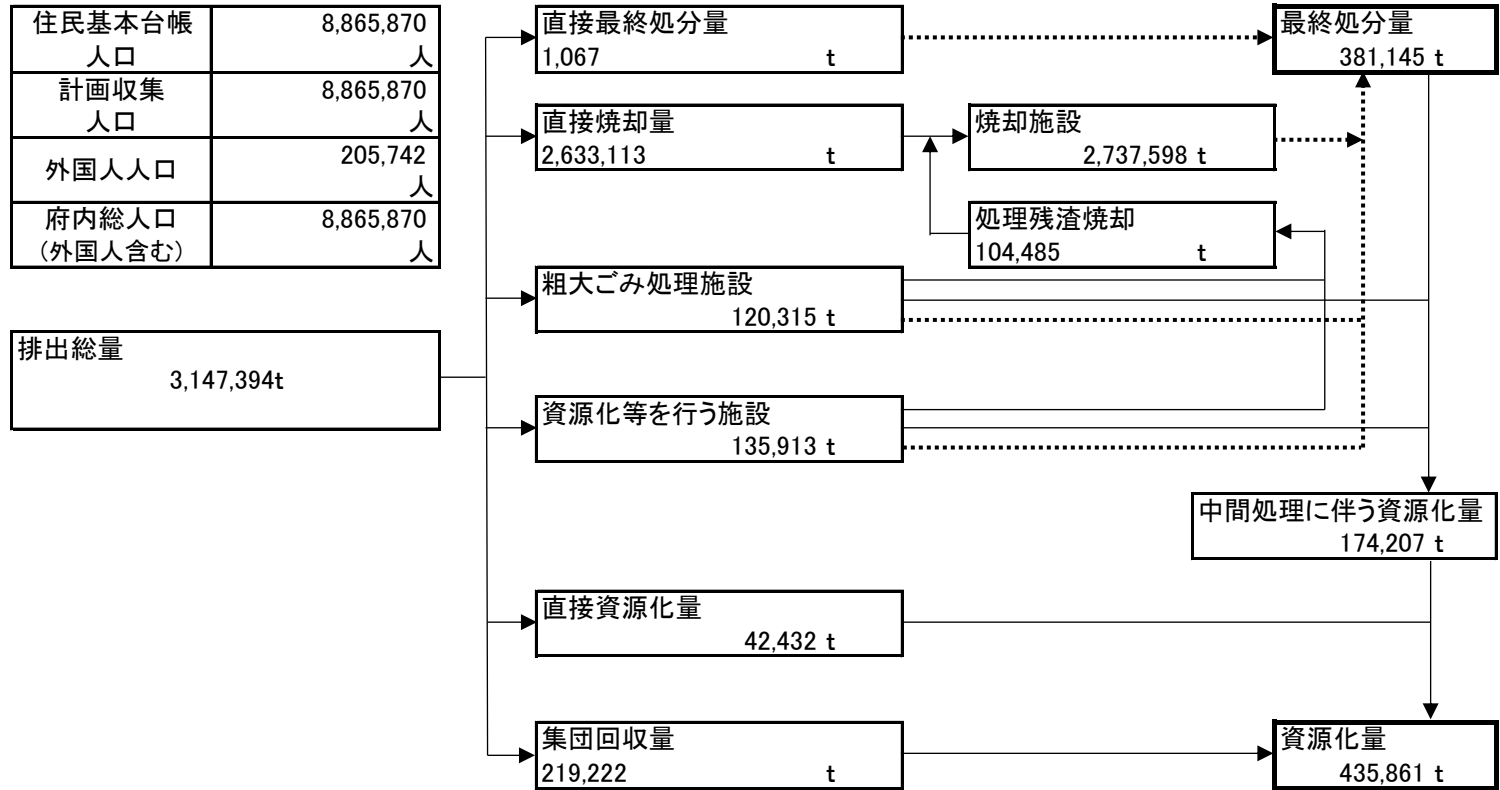 住民基本台帳
人口
8,865,870
人
計画収集
人口
8,865,870
人
外国人人口
205,742
人
府内総人口
(外国人含む)
8,865,870
人
排出総量
3,147,394t
直接最終処分量
1,067 t
直接焼却量
2,633,113 t
焼却施設
2,737,598 t
処理残渣焼却
104,485 t
粗大ごみ処理施設
120,315 t
資源化等を行う施設
135,913 t
直接資源化量
42,432 t
集団回収量
219,222 t
最終処分量
381,145 t
中間処理に伴う資源化量
174,207 t
資源化量
435,861 t